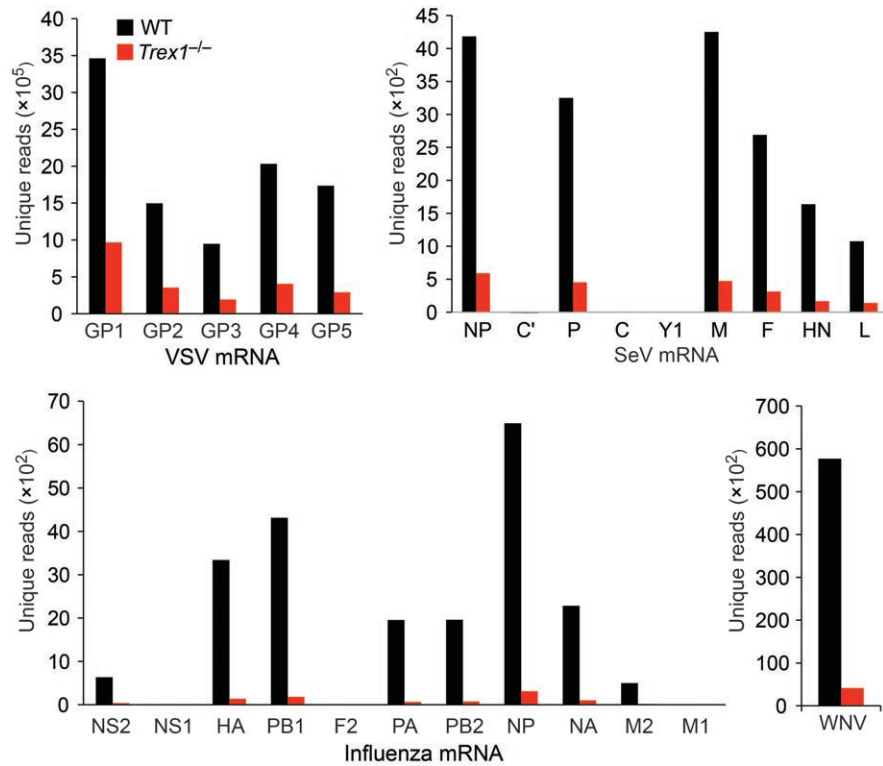 Unique reads (×10⁵)
40
35
30
25
20
15
10
5
0
WT
Trex1⁻/⁻
GP1 GP2 GP3 GP4 GP5
VSV mRNA
Unique reads (×10²)
45
40
35
30
25
20
15
10
5
0
NP C' P C Y1 M F HN L
SeV mRNA
Unique reads (×10²)
70
60
50
40
30
20
10
0
NS2 NS1 HA PB1 F2 PA PB2 NP NA M2 M1
Influenza mRNA
Unique reads (×10²)
700
600
500
400
300
200
100
0
WNV